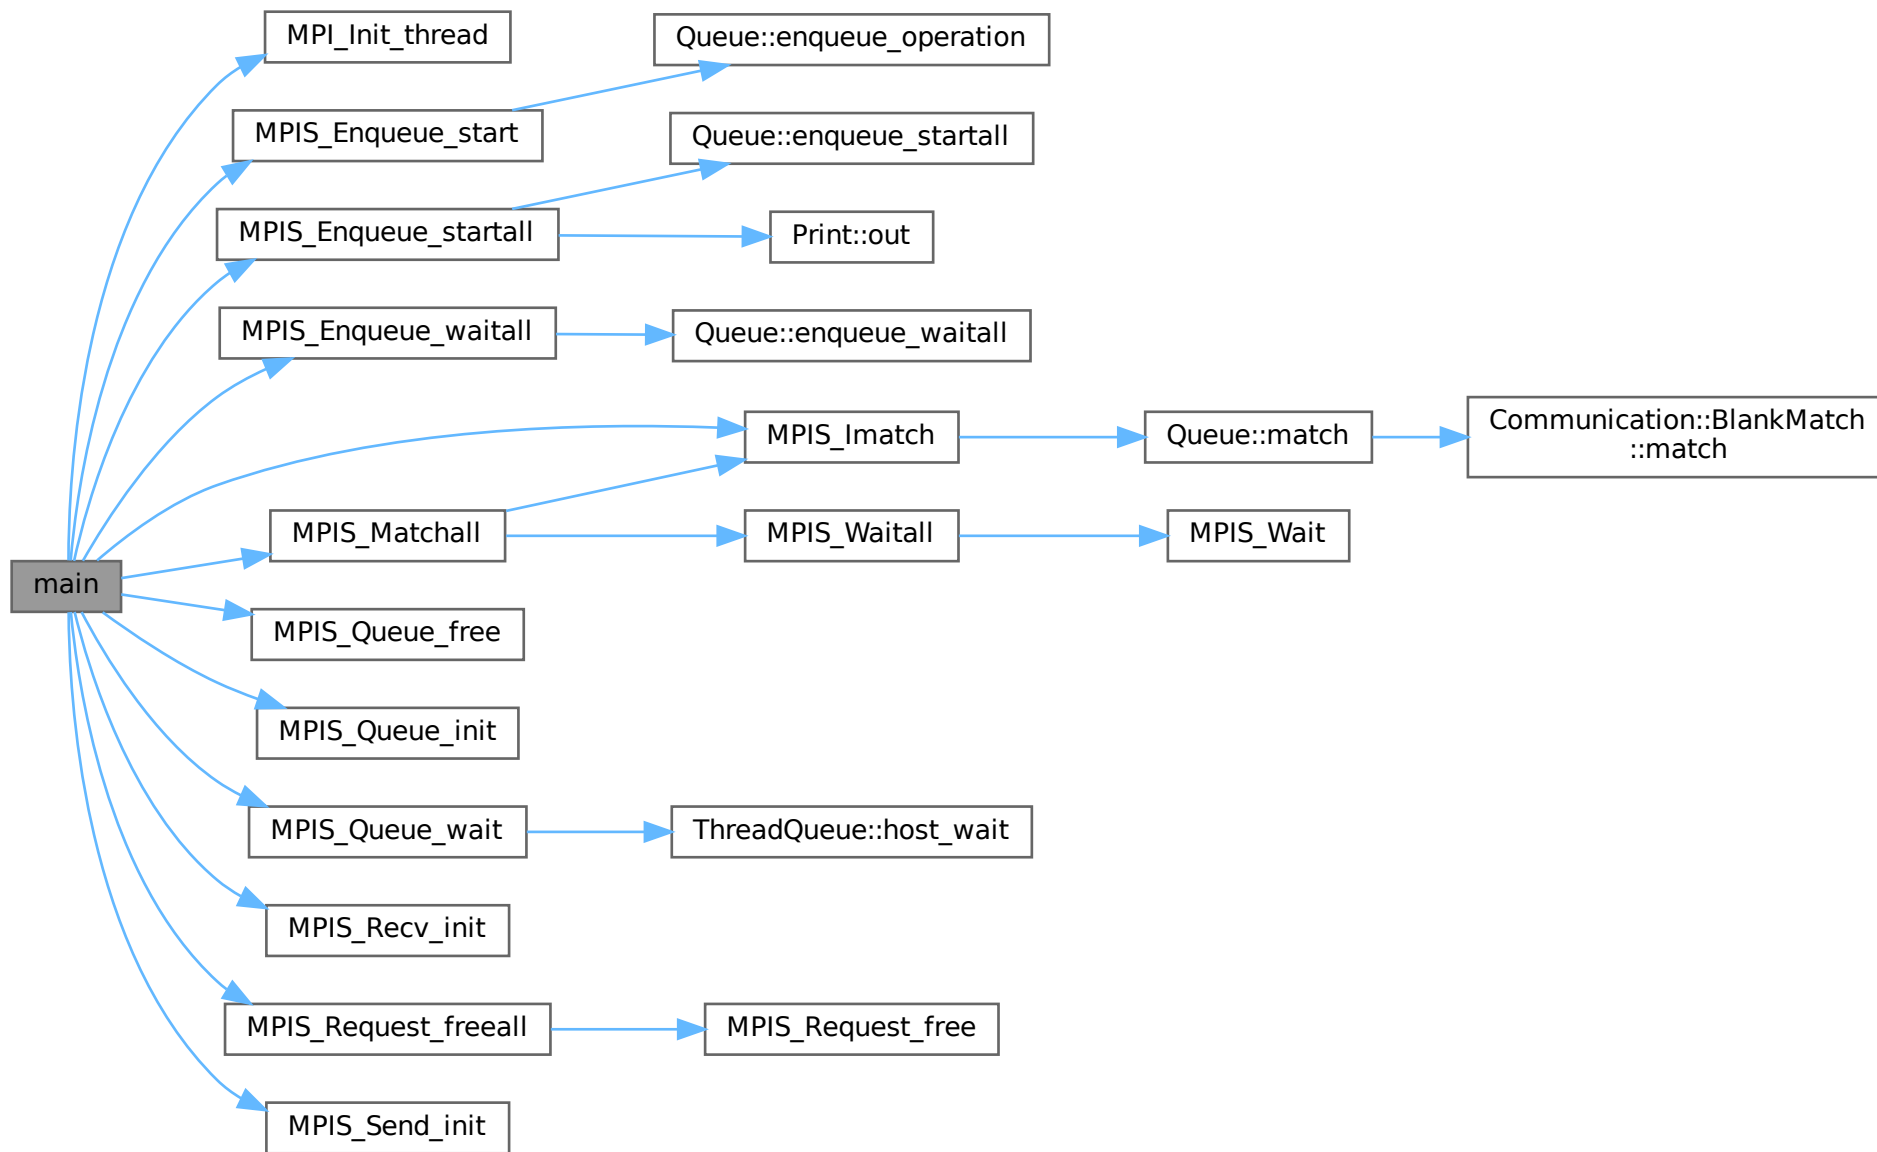 MPI_Init_thread
Queue::enqueue_operation
MPIS_Enqueue_start
Queue::enqueue_startall
MPIS_Enqueue_startall
Print::out
MPIS_Enqueue_waitall
Queue::enqueue_waitall
MPIS_Imatch
Queue::match
Communication::BlankMatch
::match
MPIS_Matchall
MPIS_Waitall
MPIS_Wait
main
MPIS_Queue_free
MPIS_Queue_init
MPIS_Queue_wait
ThreadQueue::host_wait
MPIS_Recv_init
MPIS_Request_freeall
MPIS_Request_free
MPIS_Send_init